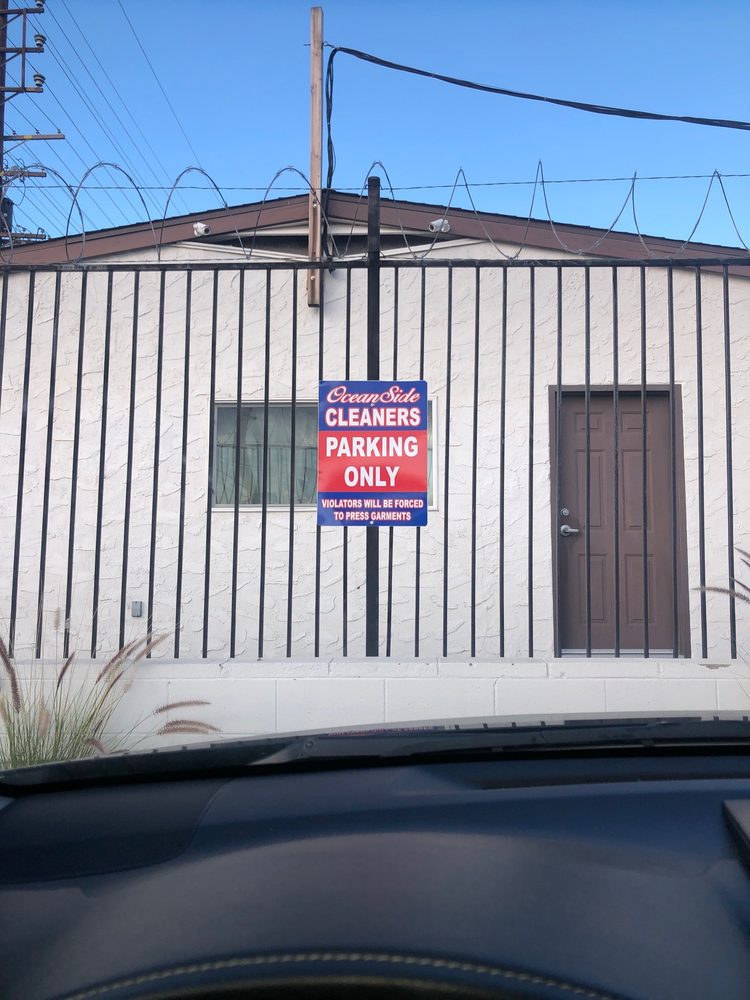 OceanSide
CLEANERS
PARKING
ONLY
VIOLATORS WILL BE FORCED
TO PRESS GARMENTS